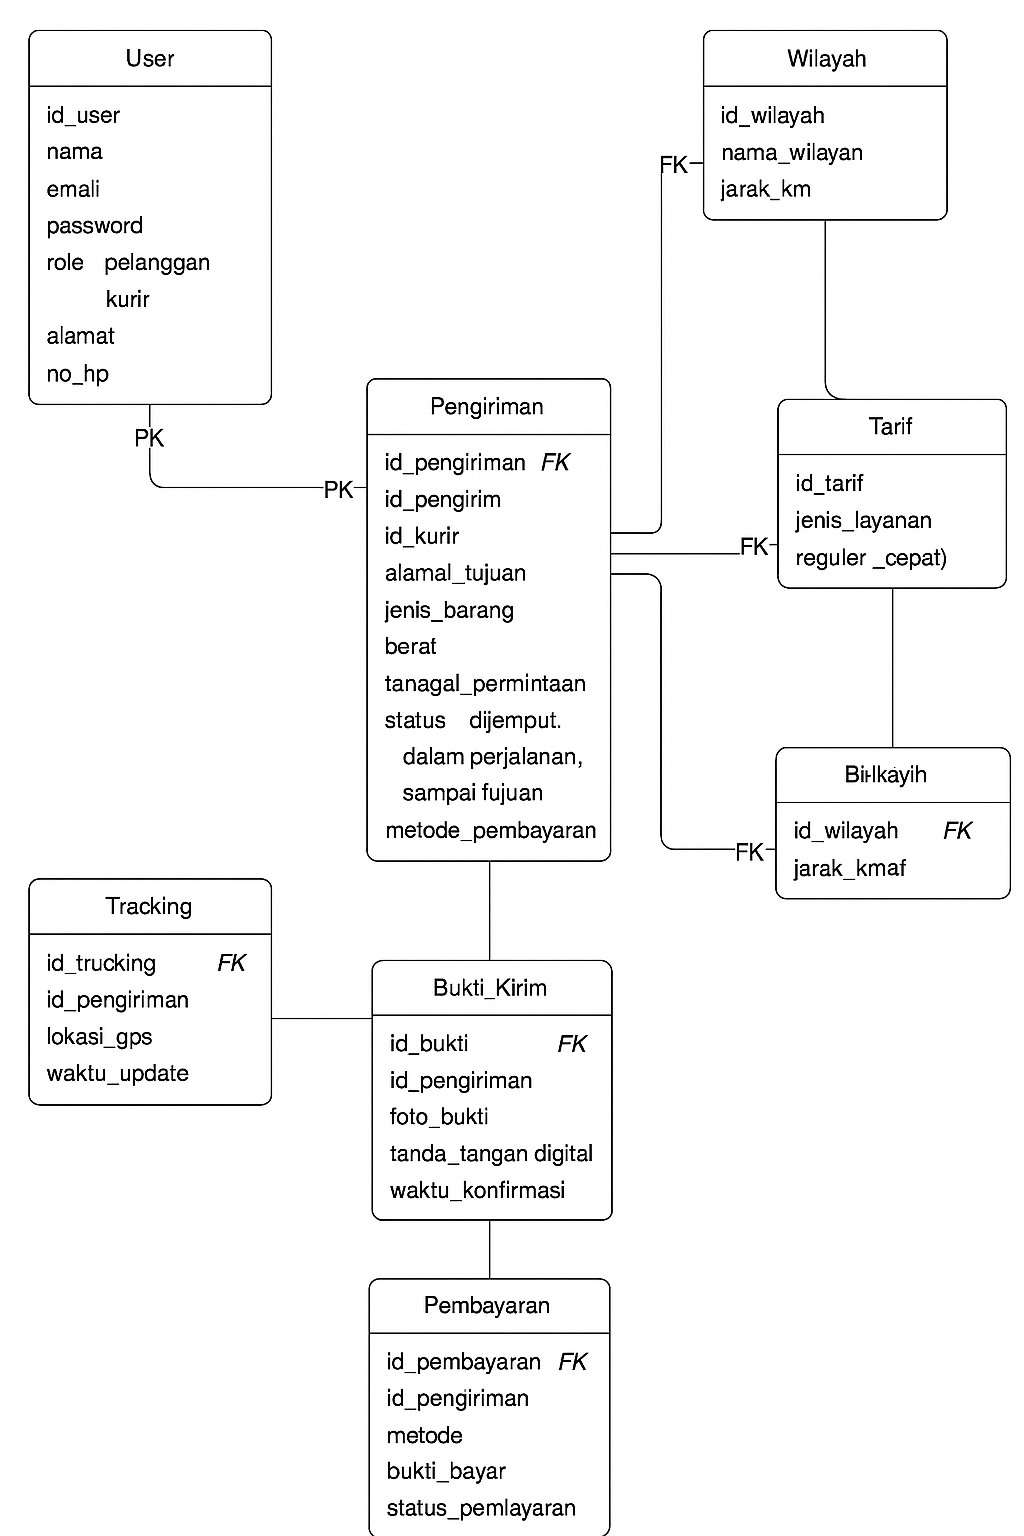 User
id_user
nama
emali
password
role pelanggan
kurir
alamat
no_hp
PK
PK
Wilayah
id_wilayah
nama_wilayan
jarak_km
FK
Pengiriman
id_pengiriman FK
id_pengirim
id_kurir
alamal_tujuan
jenis_barang
berat
tanagal_permintaan
status dijemput.
dalam perjalanan,
sampai fujuan
metode_pembayaran
Tarif
id_tarif
jenis_layanan
reguler _cepat)
FK
id_wilayah FK
jarak_kmaf
FK
Tracking
id_trucking FK
id_pengiriman
lokasi_gps
waktu_update
Bukti_Kirim
id_bukti FK
id_pengiriman
foto_bukti
tanda_tangan digital
waktu_konfirmasi
Pembayaran
id_pembayaran FK
id_pengiriman
metode
bukti_bayar
status_pemlayaran